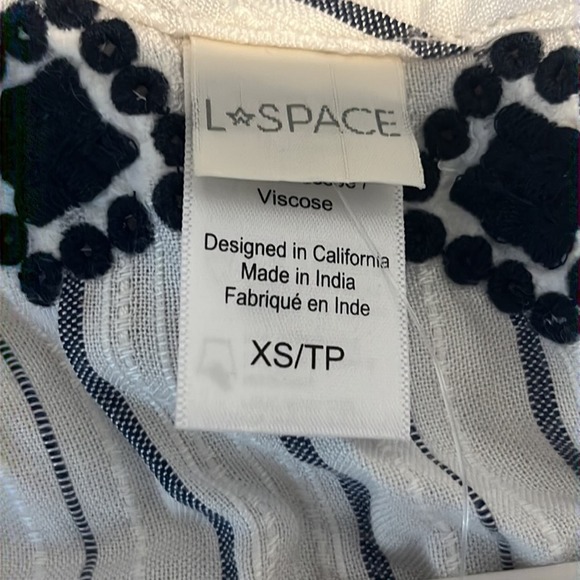 L☆SPACE
Viscose
Designed in California
Made in India
Fabriqué en Inde
XS/TP